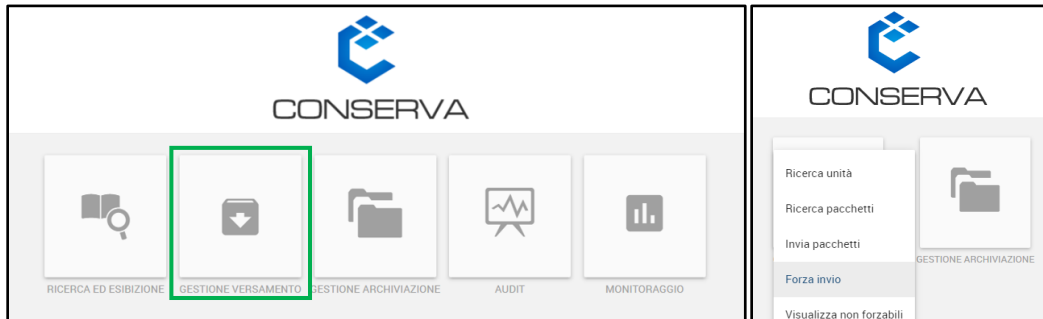 CONSERVA
RICERCA ED ESIBIZIONE
GESTIONE VERSAMENTO
GESTIONE ARCHIVIAZIONE
AUDIT
MONITORAGGIO
CONSERVA
Ricerca unità
Ricerca pacchetti
Invia pacchetti
Forza invio
Visualizza non forzabili
GESTIONE ARCHIVIAZIONE